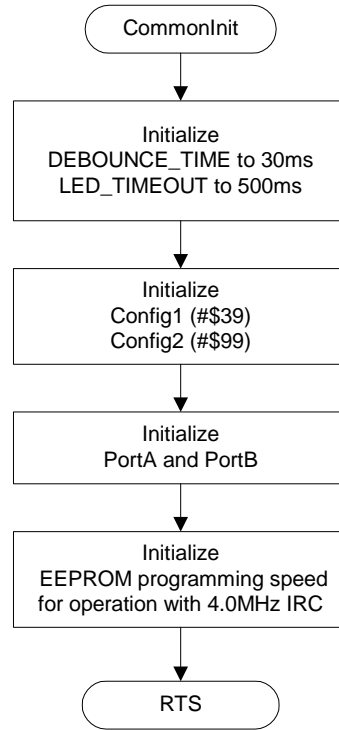 CommonInit
Initialize
DEBOUNCE_TIME to 30ms
LED_TIMEOUT to 500ms
Initialize
Config1 (#$39)
Config2 (#$99)
Initialize
PortA and PortB
Initialize
EEPROM programming speed
for operation with 4.0MHz IRC
RTS